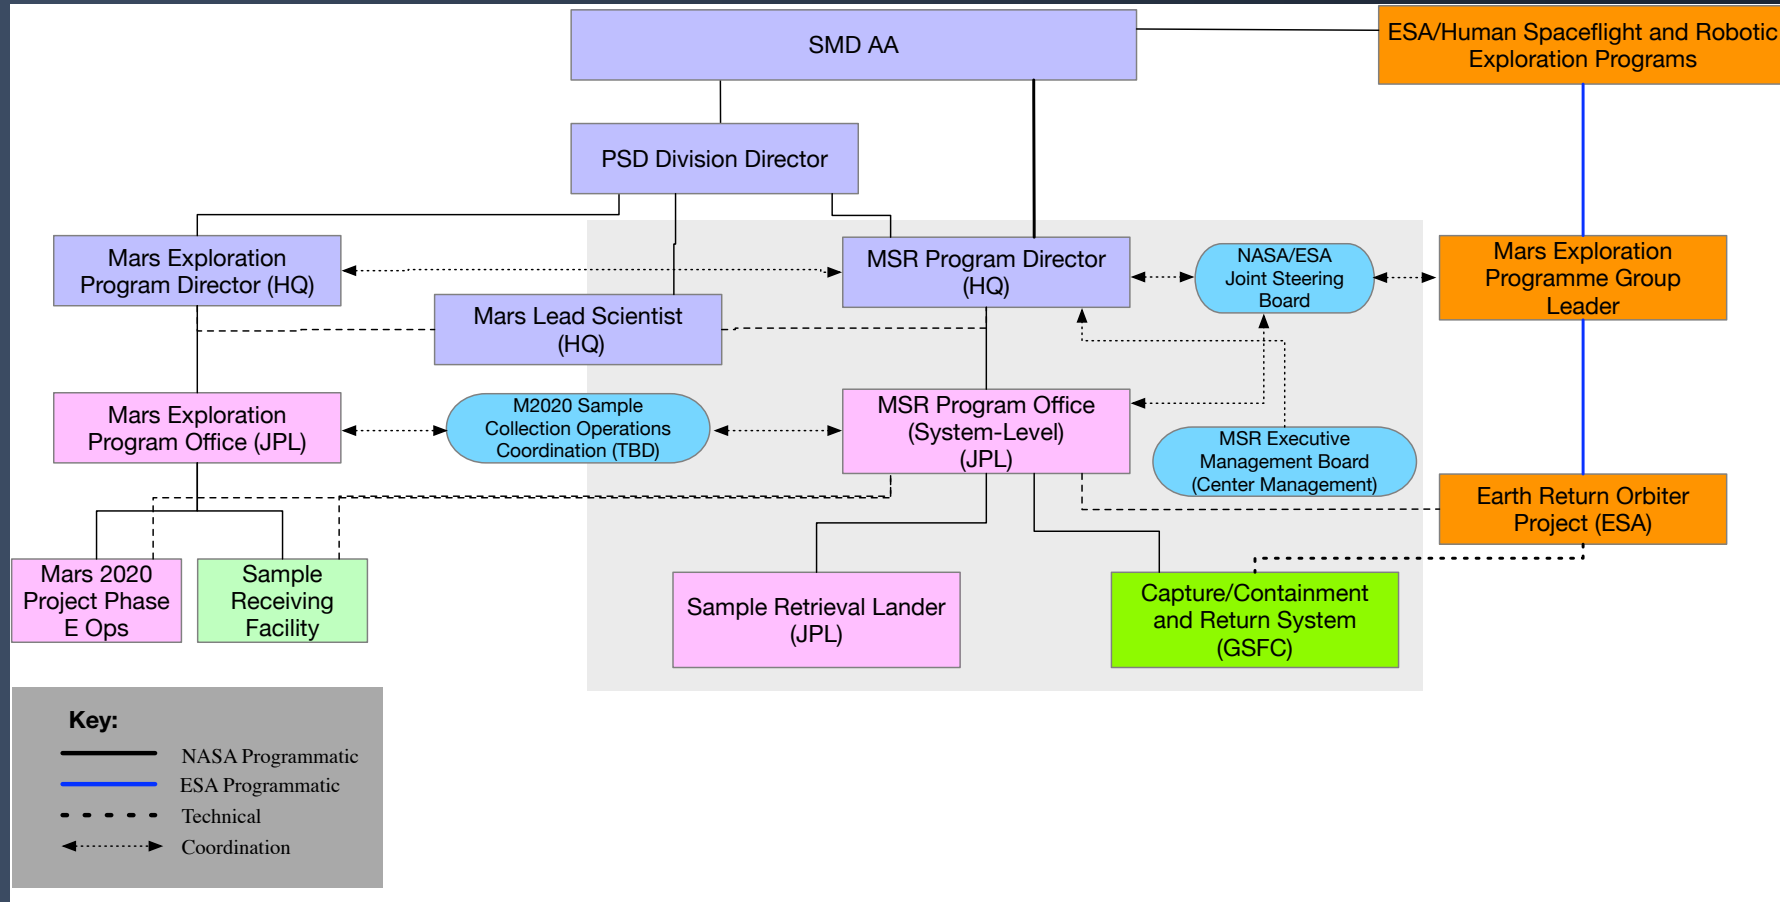 SMD AA
ESA/Human Spaceflight and Robotic
Exploration Programs
PSD Division Director
Mars Exploration
Program Director (HQ)
MSR Program Director
(HQ)
NASA/ESA
Joint Steering
Board
Mars Exploration
Programme Group
Leader
Mars Lead Scientist
(HQ)
Mars Exploration
Program Office (JPL)
M2020 Sample
Collection Operations
Coordination (TBD)
MSR Program Office
(System-Level)
(JPL)
MSR Executive
Management Board
(Center Management)
Earth Return Orbiter
Project (ESA)
Mars 2020
Project Phase
E Ops
Sample
Receiving
Facility
Sample Retrieval Lander
(JPL)
Capture/Containment
and Return System
(GSFC)
Key:
NASA Programmatic
ESA Programmatic
Technical
Coordination